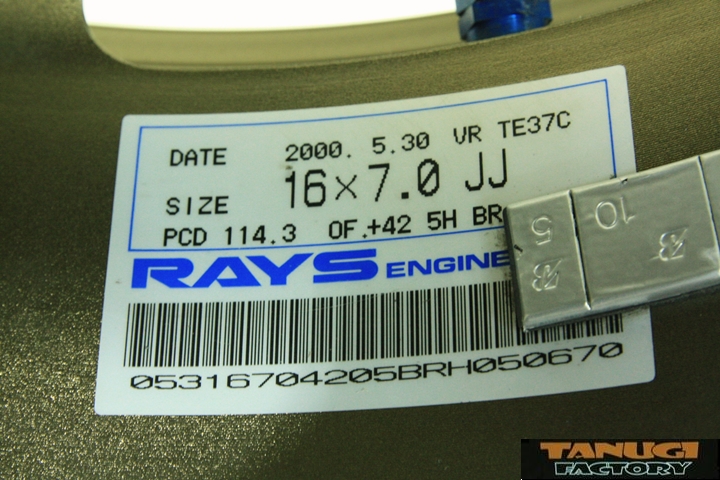 DATE 2000. 5.30 VR TE37C
SIZE 16×7.0 JJ
PCD 114.3 OF.+42 5H
RAYS
05316704205BRH050670
5
10
TANUGI
FACTORY